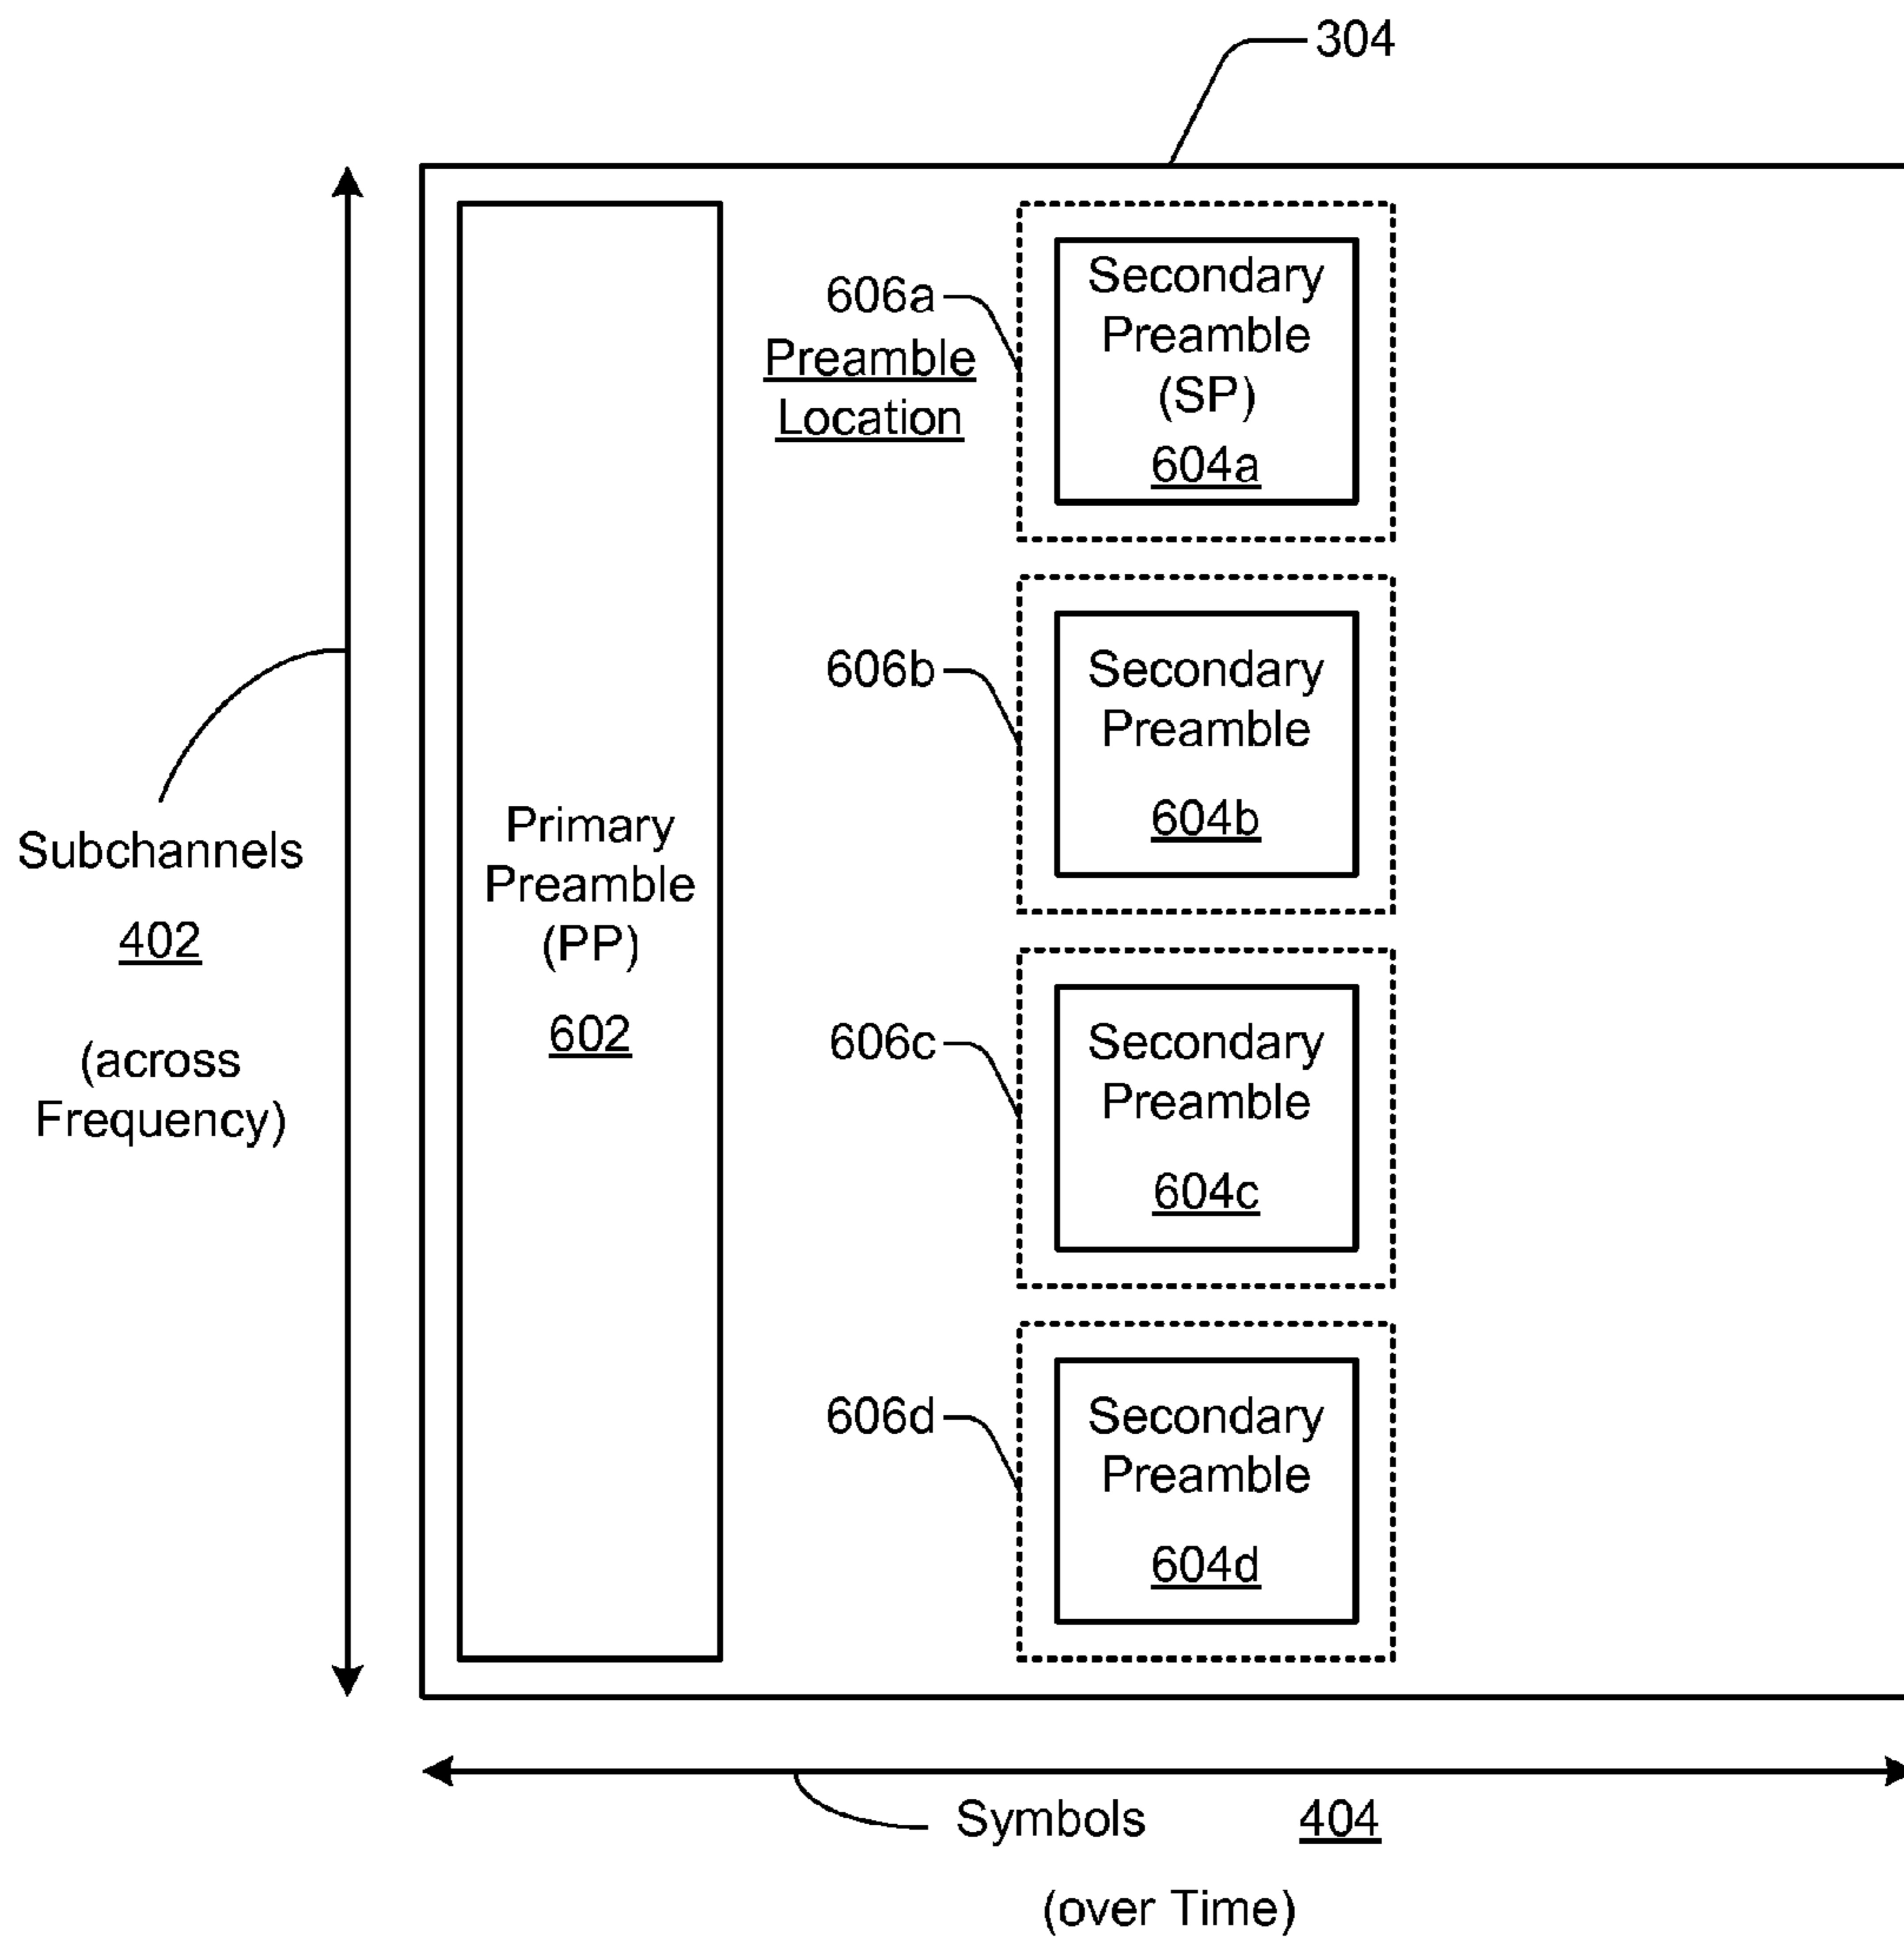 304
606a
Preamble
Location
Secondary
Preamble
(SP)
604a
606b
Secondary
Preamble
604b
Subchannels
402
(across
Frequency)
Primary
Preamble
(PP)
602
606c
Secondary
Preamble
604c
606d
Secondary
Preamble
604d
Symbols 404
(over Time)